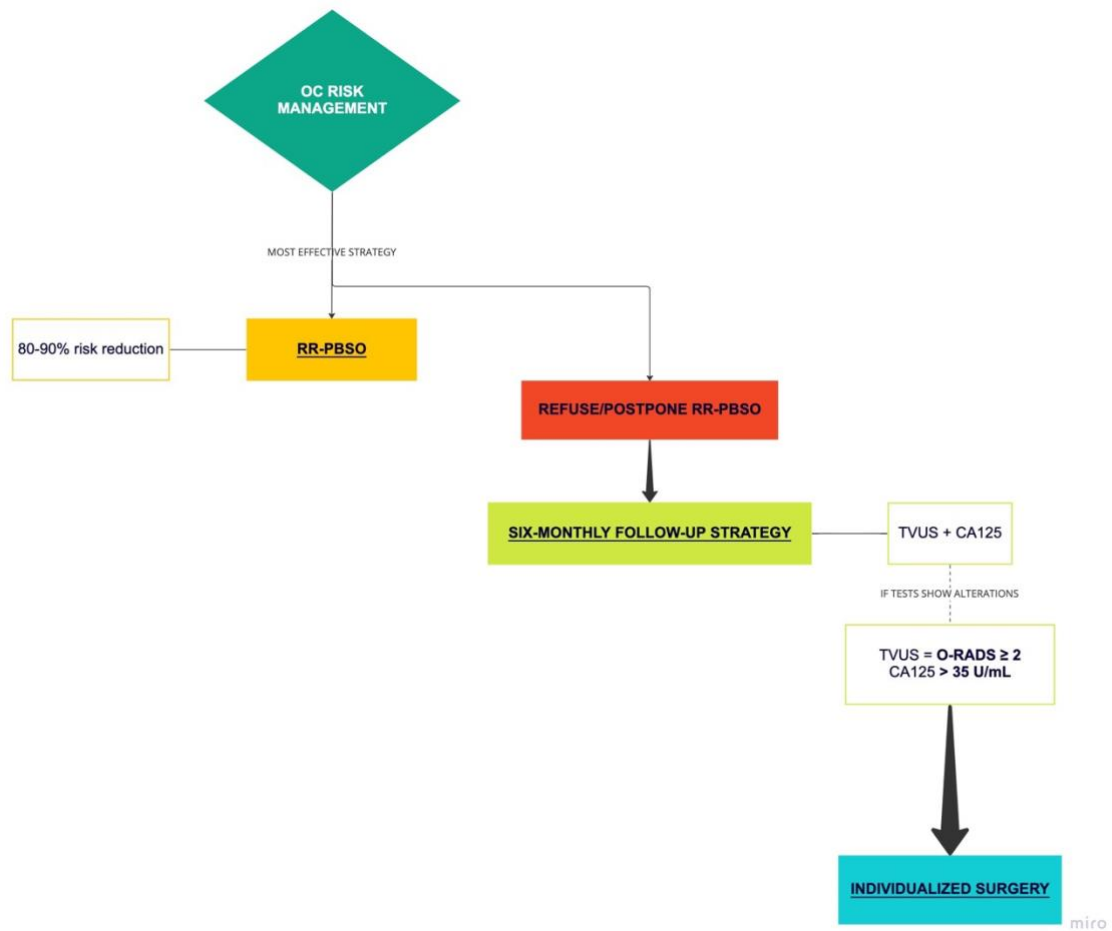 OC RISK
MANAGEMENT
MOST EFFECTIVE STRATEGY
80-90% risk reduction
RR-PBSO
REFUSE/POSTPONE RR-PBSO
SIX-MONTHLY FOLLOW-UP STRATEGY
TVUS + CA125
IF TESTS SHOW ALTERATIONS
TVUS = O-RADS ≥ 2
CA125 > 35 U/mL
INDIVIDUALIZED SURGERY
miro